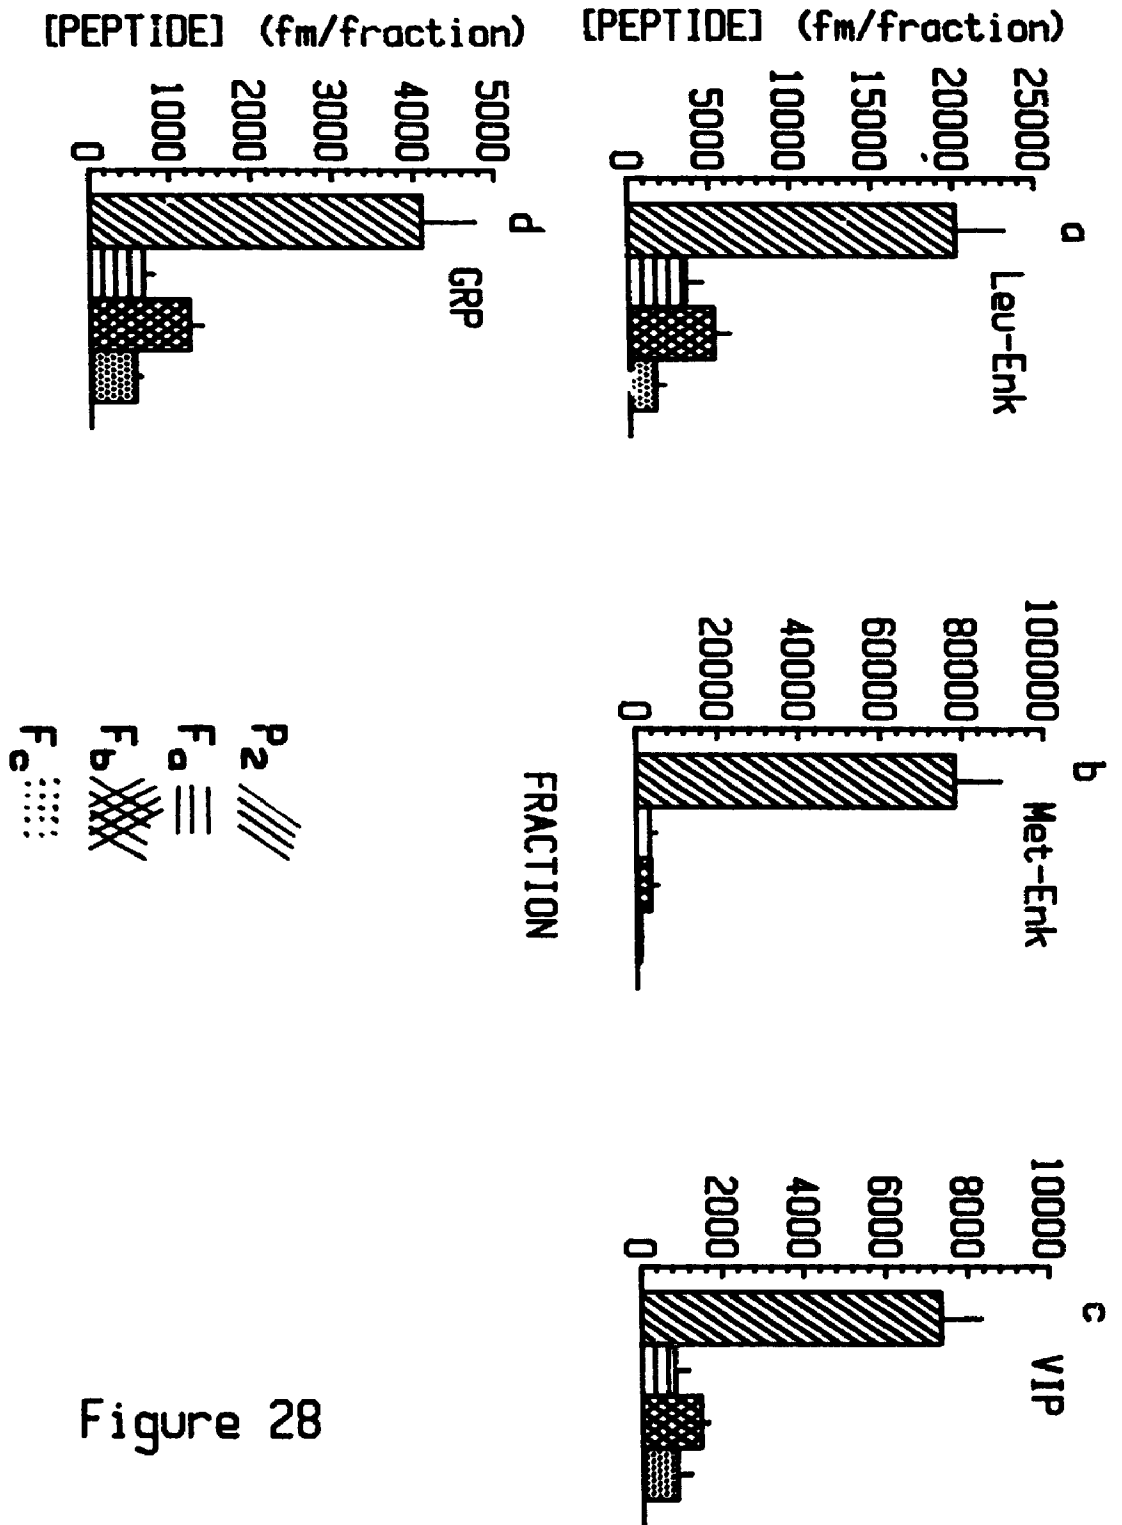 a
Leu-Enk
[PEPTIDE] (fm/fraction)
25000
20000
15000
10000
5000
0
b
Met-Enk
100000
80000
60000
40000
20000
0
c
VIP
10000
8000
6000
4000
2000
0
d
GRP
[PEPTIDE] (fm/fraction)
5000
4000
3000
2000
1000
0
FRACTION
P2
Fa
Fb
Fc
Figure 28